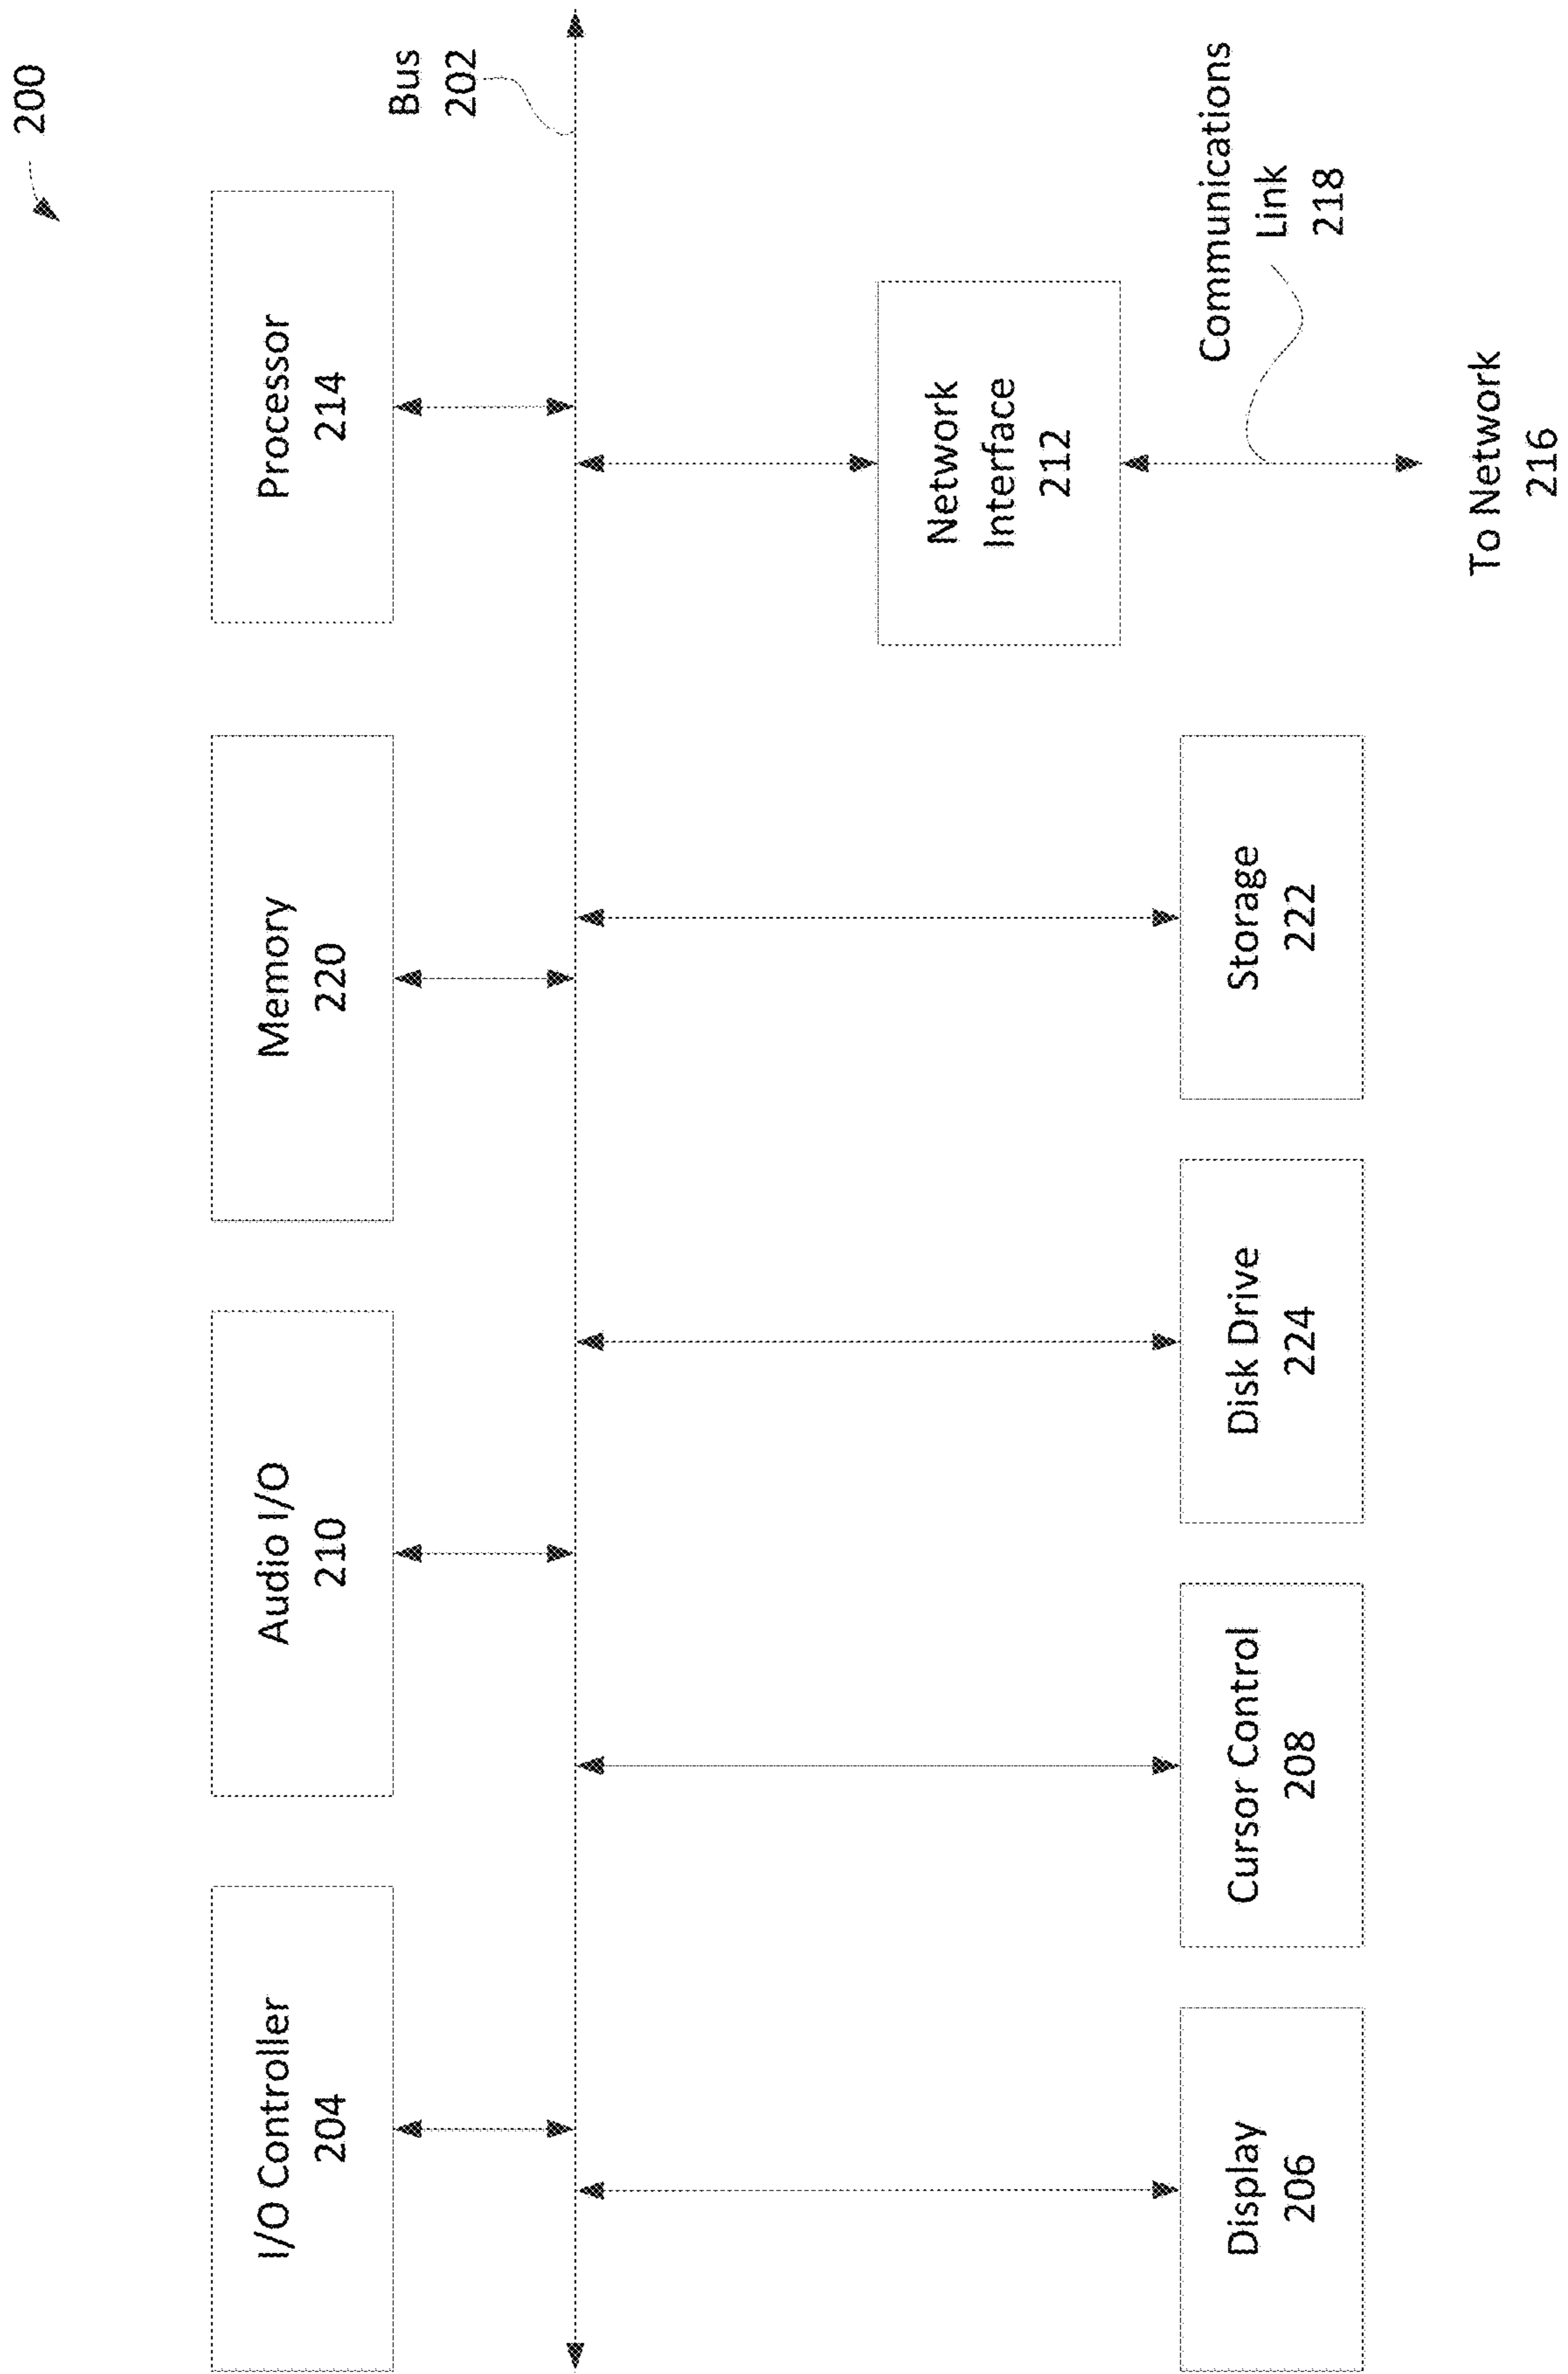 200
I/O Controller
204
Audio I/O
210
Memory
220
Processor
214
Bus
202
Network
Interface
212
Display
206
Cursor Control
208
Disk Drive
224
Storage
222
Communications
Link
218
To Network
216